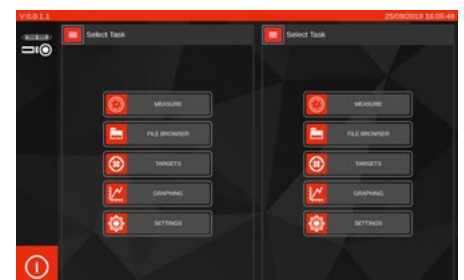 V:0.0.1.1
25/09/2019 16:05:46
Select Task
MEASURE
FILE BROWSER
TARGETS
GRAPHING
SETTINGS
Select Task
MEASURE
FILE BROWSER
TARGETS
GRAPHING
SETTINGS